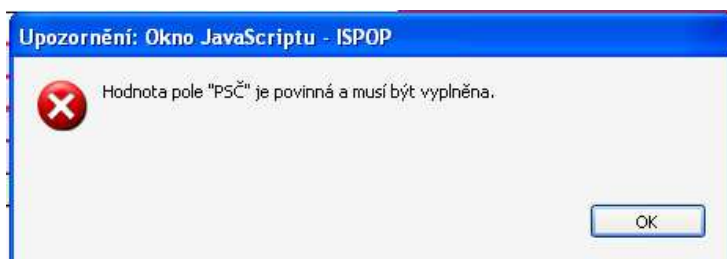 Upozornění: Okno JavaScriptu - ISPOP
Hodnota pole "PSČ" je povinná a musí být vyplněna.
OK